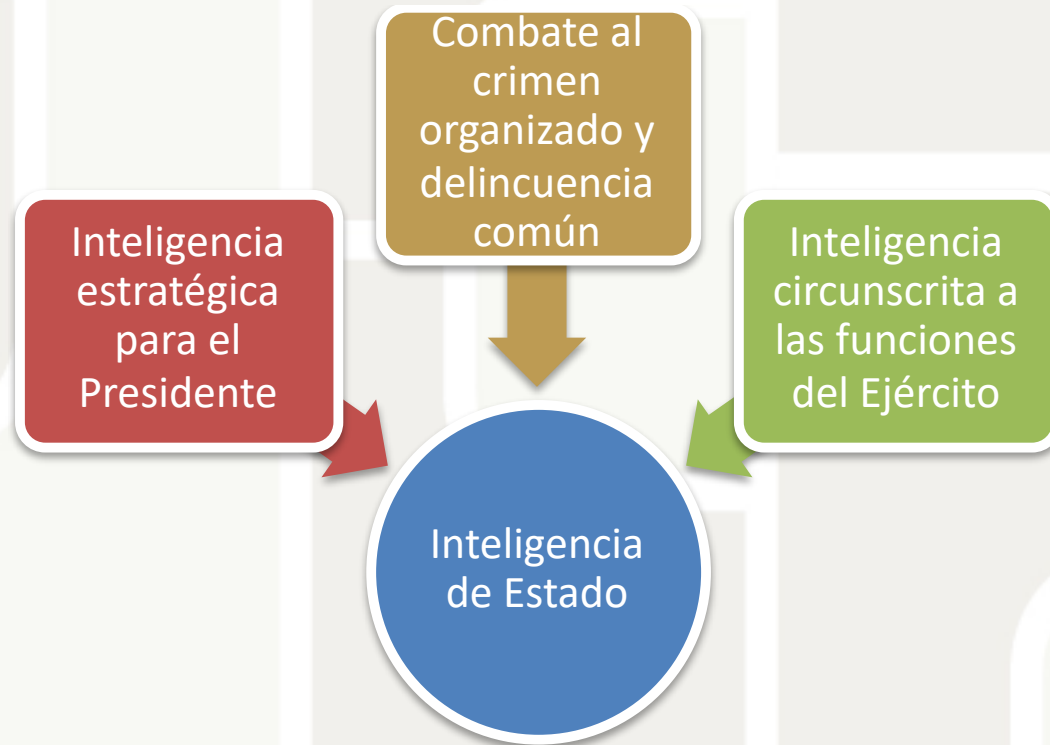 Combate al
crimen
organizado y
delincuencia
común
Inteligencia
estratégica
para el
Presidente
Inteligencia
circunscrita a
las funciones
del Ejército
Inteligencia
de Estado